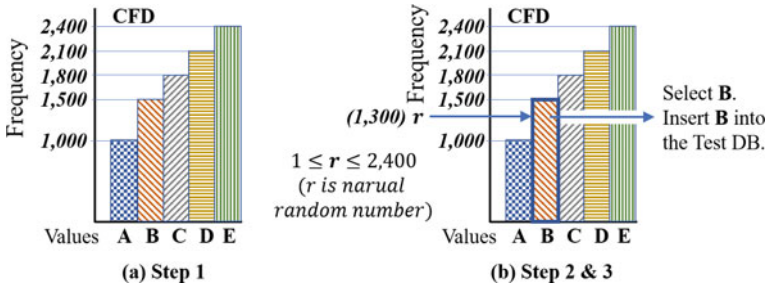 CFD
2,400
2,100
1,800
1,500
1,000
Frequency
Values A B C D E
(a) Step 1
(1,300) r
1 ≤ r ≤ 2,400
(r is narual
random number)
CFD
2,400
2,100
1,800
1,500
1,000
Frequency
Values A B C D E
(b) Step 2 & 3
Select B.
Insert B into
the Test DB.